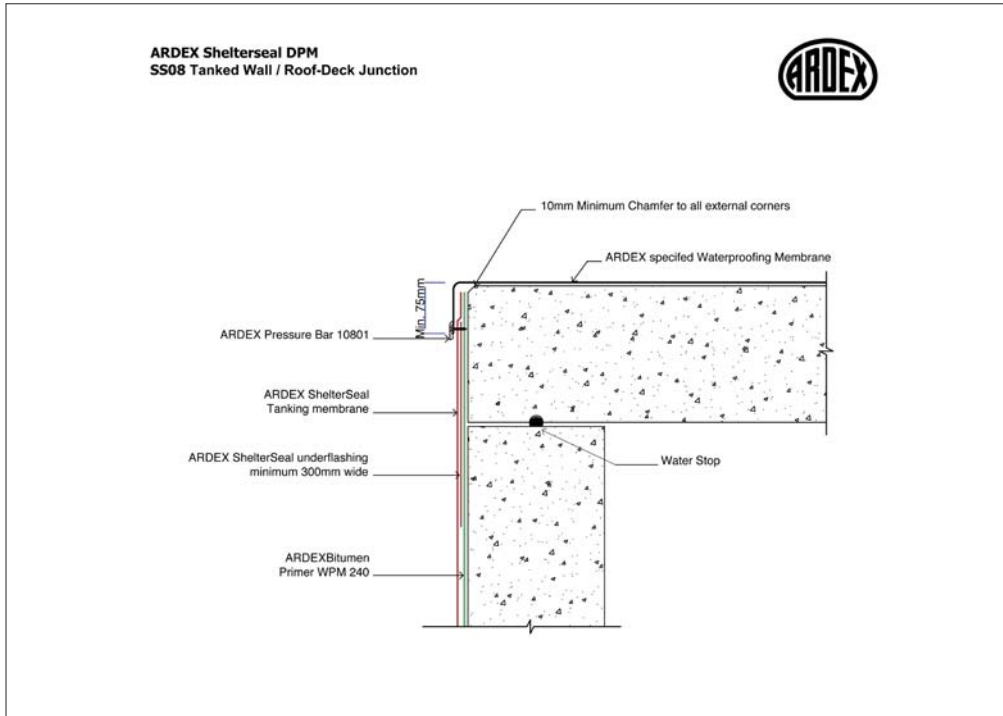 ARDEX Shelterseal DPM
SS08 Tanked Wall / Roof-Deck Junction
ARDEX
10mm Minimum Chamfer to all external corners
ARDEX specifed Waterproofing Membrane
Min. 75mm
ARDEX Pressure Bar 10801
ARDEX ShelterSeal
Tanking membrane
ARDEX ShelterSeal underflashing
minimum 300mm wide
Water Stop
ARDEXBitumen
Primer WPM 240